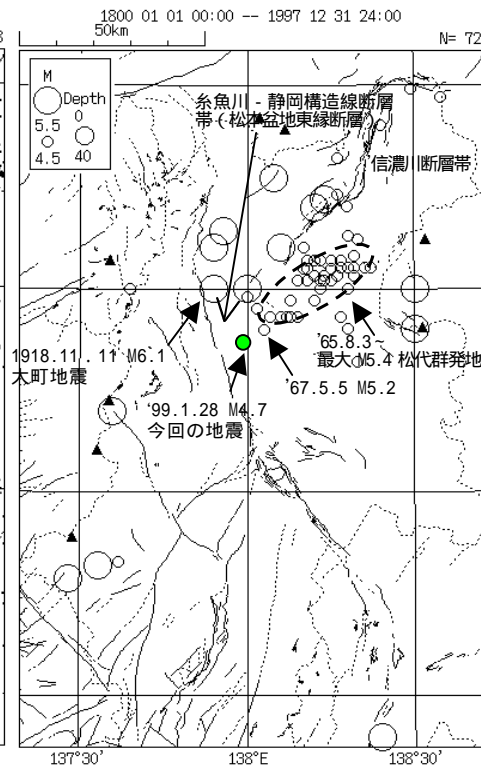 1800 01 01 00:00 -- 1997 12 31 24:00
50km
N= 72
M
Depth
0
5.5
4.5
40
糸魚川 - 静岡構造線断層
帯(松本盆地東縁断層
信濃川断層帯
1918.11.11 M6.1
大町地震
'65.8.3~
最大M5.4 松代群発地
'67.5.5 M5.2
'99.1.28 M4.7
今回の地震
137°30'
138°E
138°30'